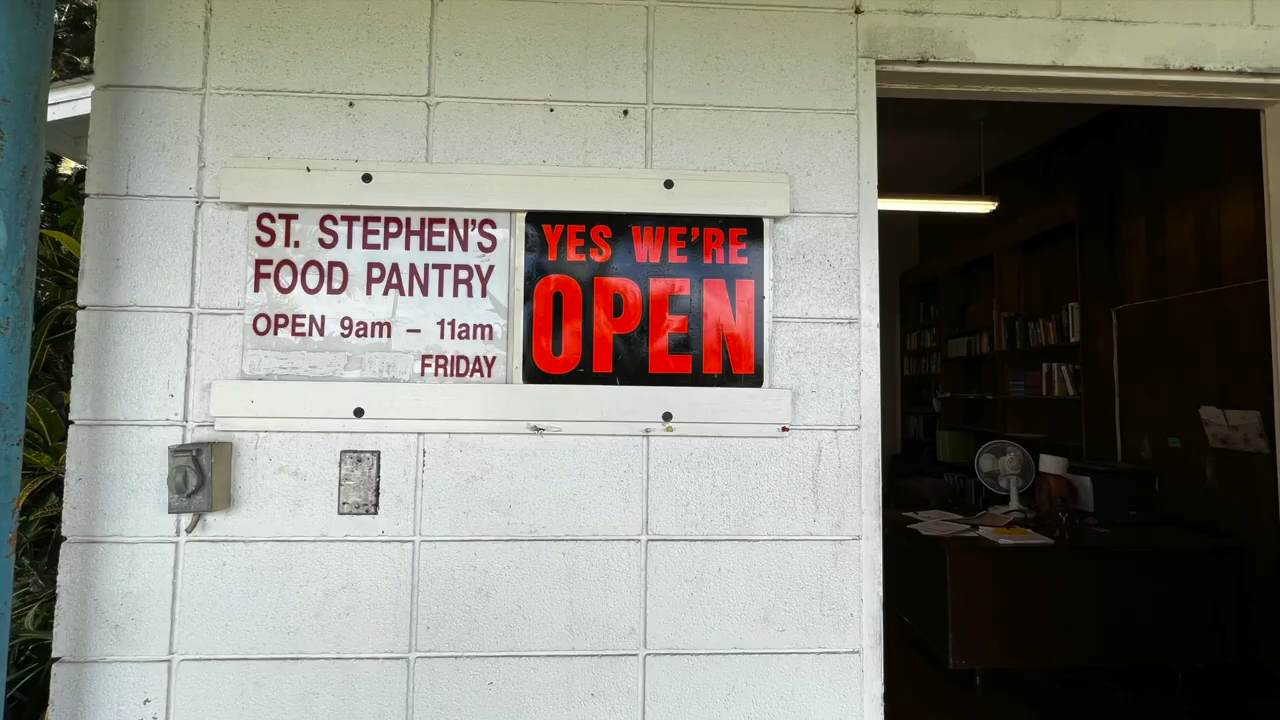 ST. STEPHEN'S
FOOD PANTRY
OPEN 9am – 11am
FRIDAY
YES WE'RE
OPEN